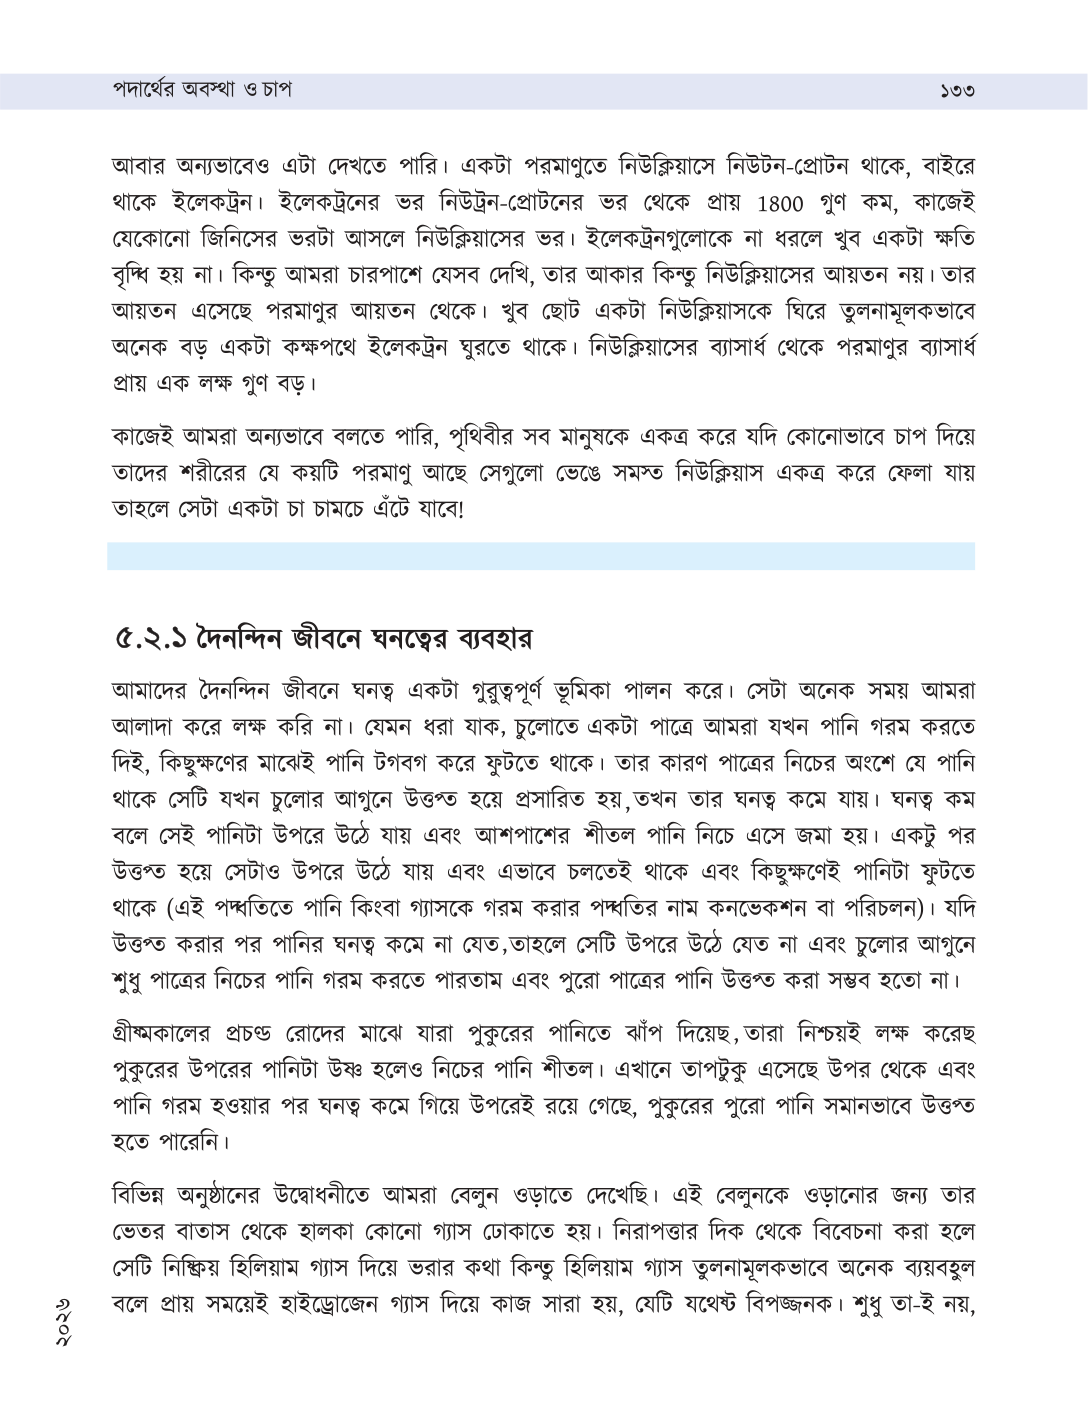 পদার্থের অবস্থা ও চাপ ১৩৩
আবার অন্যভাবেও এটা দেখতে পারি। একটা পরমাণুতে নিউক্লিয়াসে নিউটন-প্রোটন থাকে, বাইরে
থাকে ইলেকট্রন। ইলেকট্রনের ভর নিউট্রন-প্রোটনের ভর থেকে প্রায় 1800 গুণ কম, কাজেই
যেকোনো জিনিসের ভরটা আসলে নিউক্লিয়াসের ভর। ইলেকট্রনগুলোকে না ধরলে খুব একটা ক্ষতি
বৃদ্ধি হয় না। কিন্তু আমরা চারপাশে যেসব দেখি, তার আকার কিন্তু নিউক্লিয়াসের আয়তন নয়। তার
আয়তন এসেছে পরমাণুর আয়তন থেকে। খুব ছোট একটা নিউক্লিয়াসকে ঘিরে তুলনামূলকভাবে
অনেক বড় একটা কক্ষপথে ইলেকট্রন ঘুরতে থাকে। নিউক্লিয়াসের ব্যাসার্ধ থেকে পরমাণুর ব্যাসার্ধ
প্রায় এক লক্ষ গুণ বড়।
কাজেই আমরা অন্যভাবে বলতে পারি, পৃথিবীর সব মানুষকে একত্র করে যদি কোনোভাবে চাপ দিয়ে
তাদের শরীরের যে কয়টি পরমাণু আছে সেগুলো ভেঙে সমস্ত নিউক্লিয়াস একত্র করে ফেলা যায়
তাহলে সেটা একটা চা চামচে এঁটে যাবে!
৫.২.১ দৈনন্দিন জীবনে ঘনত্বের ব্যবহার
আমাদের দৈনন্দিন জীবনে ঘনত্ব একটা গুরুত্বপূর্ণ ভূমিকা পালন করে। সেটা অনেক সময় আমরা
আলাদা করে লক্ষ করি না। যেমন ধরা যাক, চুলোতে একটা পাত্রে আমরা যখন পানি গরম করতে
দিই, কিছুক্ষণের মাঝেই পানি টগবগ করে ফুটতে থাকে। তার কারণ পাত্রের নিচের অংশে যে পানি
থাকে সেটি যখন চুলোর আগুনে উত্তপ্ত হয়ে প্রসারিত হয়,তখন তার ঘনত্ব কমে যায়। ঘনত্ব কম
বলে সেই পানিটা উপরে উঠে যায় এবং আশপাশের শীতল পানি নিচে এসে জমা হয়। একটু পর
উত্তপ্ত হয়ে সেটাও উপরে উঠে যায় এবং এভাবে চলতেই থাকে এবং কিছুক্ষণেই পানিটা ফুটতে
থাকে (এই পদ্ধতিতে পানি কিংবা গ্যাসকে গরম করার পদ্ধতির নাম কনভেকশন বা পরিচলন)। যদি
উত্তপ্ত করার পর পানির ঘনত্ব কমে না যেত,তাহলে সেটি উপরে উঠে যেত না এবং চুলোর আগুনে
শুধু পাত্রের নিচের পানি গরম করতে পারতাম এবং পুরো পাত্রের পানি উত্তপ্ত করা সম্ভব হতো না।
গ্রীষ্মকালের প্রচণ্ড রোদের মাঝে যারা পুকুরের পানিতে ঝাঁপ দিয়েছ,তারা নিশ্চয়ই লক্ষ করেছ
পুকুরের উপরের পানিটা উষ্ণ হলেও নিচের পানি শীতল। এখানে তাপটুকু এসেছে উপর থেকে এবং
পানি গরম হওয়ার পর ঘনত্ব কমে গিয়ে উপরেই রয়ে গেছে, পুকুরের পুরো পানি সমানভাবে উত্তপ্ত
হতে পারেনি।
বিভিন্ন অনুষ্ঠানের উদ্বোধনীতে আমরা বেলুন ওড়াতে দেখেছি। এই বেলুনকে ওড়ানোর জন্য তার
ভেতর বাতাস থেকে হালকা কোনো গ্যাস ঢোকাতে হয়। নিরাপত্তার দিক থেকে বিবেচনা করা হলে
সেটি নিষ্ক্রিয় হিলিয়াম গ্যাস দিয়ে ভরার কথা কিন্তু হিলিয়াম গ্যাস তুলনামূলকভাবে অনেক ব্যয়বহুল
বলে প্রায় সময়েই হাইড্রোজেন গ্যাস দিয়ে কাজ সারা হয়, যেটি যথেষ্ট বিপজ্জনক। শুধু তা-ই নয়,
২০২৬